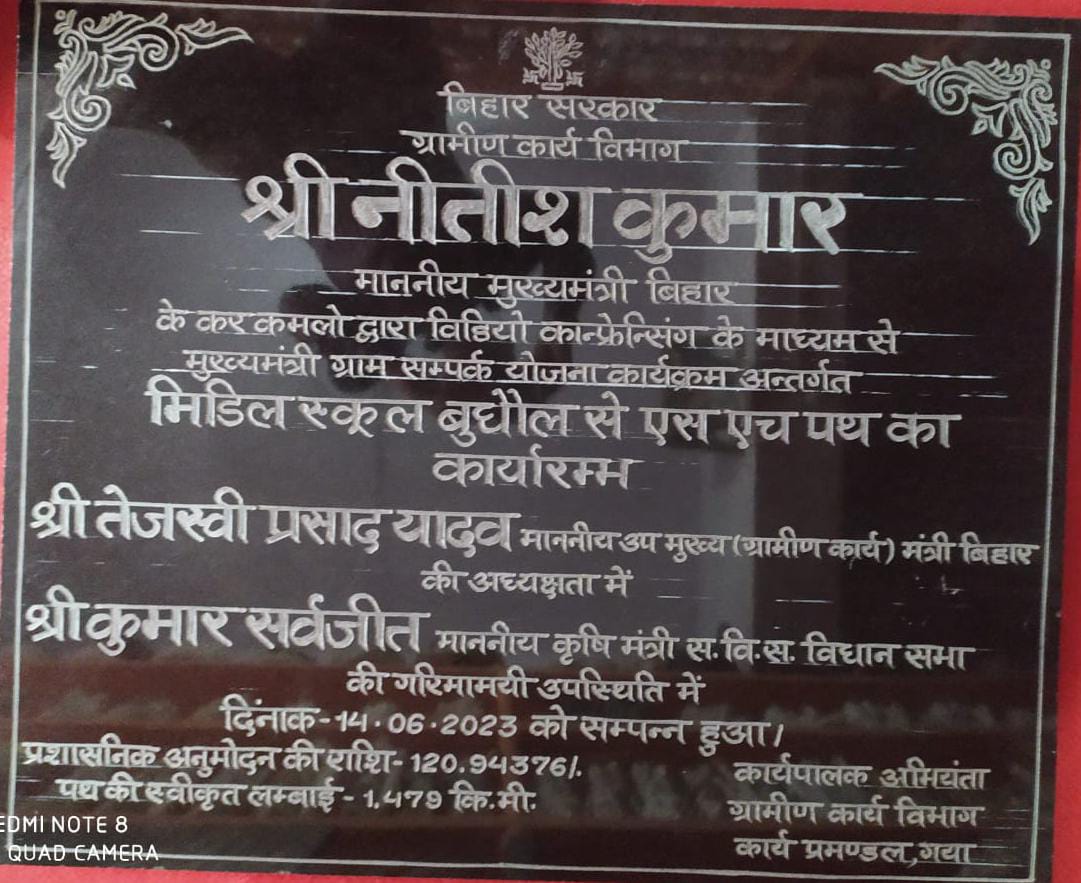 बिहार सरकार
ग्रामीण कार्य विभाग
श्री नीतीश कुमार
माननीय मुख्यमंत्री बिहार
के कर कमलो द्वारा विडियो कान्फ्रेन्सिंग के माध्यम से
मुख्यमंत्री ग्राम सम्पर्क योजना कार्यक्रम अन्तर्गत
मिडिल स्कूल बुधौल से एस एच पथ का
कार्यारम्भ
श्री तेजस्वी प्रसाद यादव माननीय उप मुख्य (ग्रामीण कार्य) मंत्री बिहार
की अध्यक्षता में
श्री कुमार सर्वजीत माननीय कृषि मंत्री स.वि.स. विधान सभा
की गरिमामयी उपस्थिति में
दिंनाक-14.06.2023 को सम्पन्न हुआ।
प्रशासनिक अनुमोदन की राशि- 120.94376/.
पथ की स्वीकृत लम्बाई - 1.479 कि.मी.
कार्यपालक अभियंता
ग्रामीण कार्य विभाग
कार्य प्रमण्डल, गया
EDMI NOTE 8
QUAD CAMERA